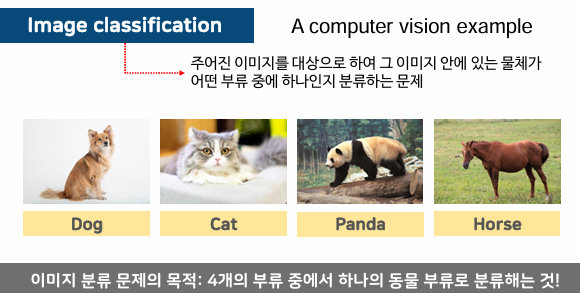 Image classification
A computer vision example
주어진 이미지를 대상으로 하여 그 이미지 안에 있는 물체가
어떤 부류 중에 하나인지 분류하는 문제
Dog
Cat
Panda
Horse
이미지 분류 문제의 목적: 4개의 부류 중에서 하나의 동물 부류로 분류해는 것!